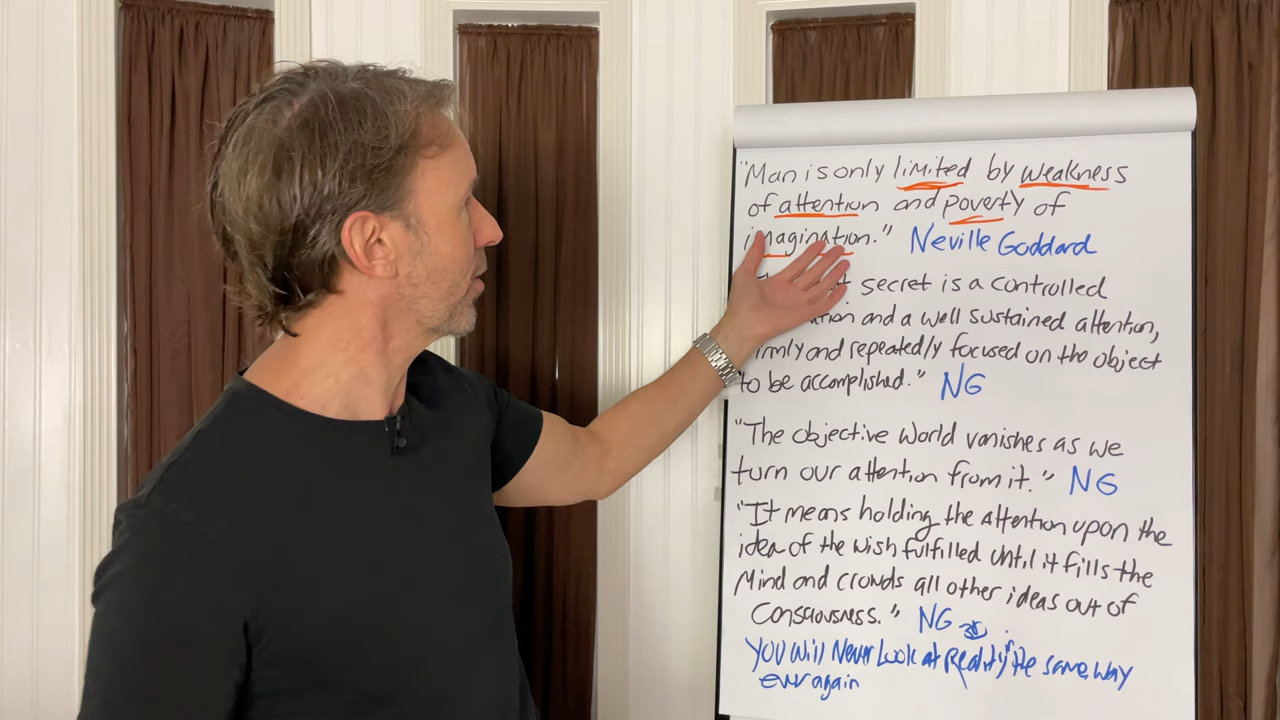 "Man is only limited by weakness
of attention and poverty of
imagination." Neville Goddard
secret is a controlled
and a well sustained attention,
firmly and repeatedly focused on the object
to be accomplished." NG
"The objective world vanishes as we
turn our attention from it." NG
"It means holding the attention upon the
idea of the wish fulfilled until it fills the
mind and crowds all other ideas out of
consciousness." NG
You will Never Look at Reality the same way
ever again